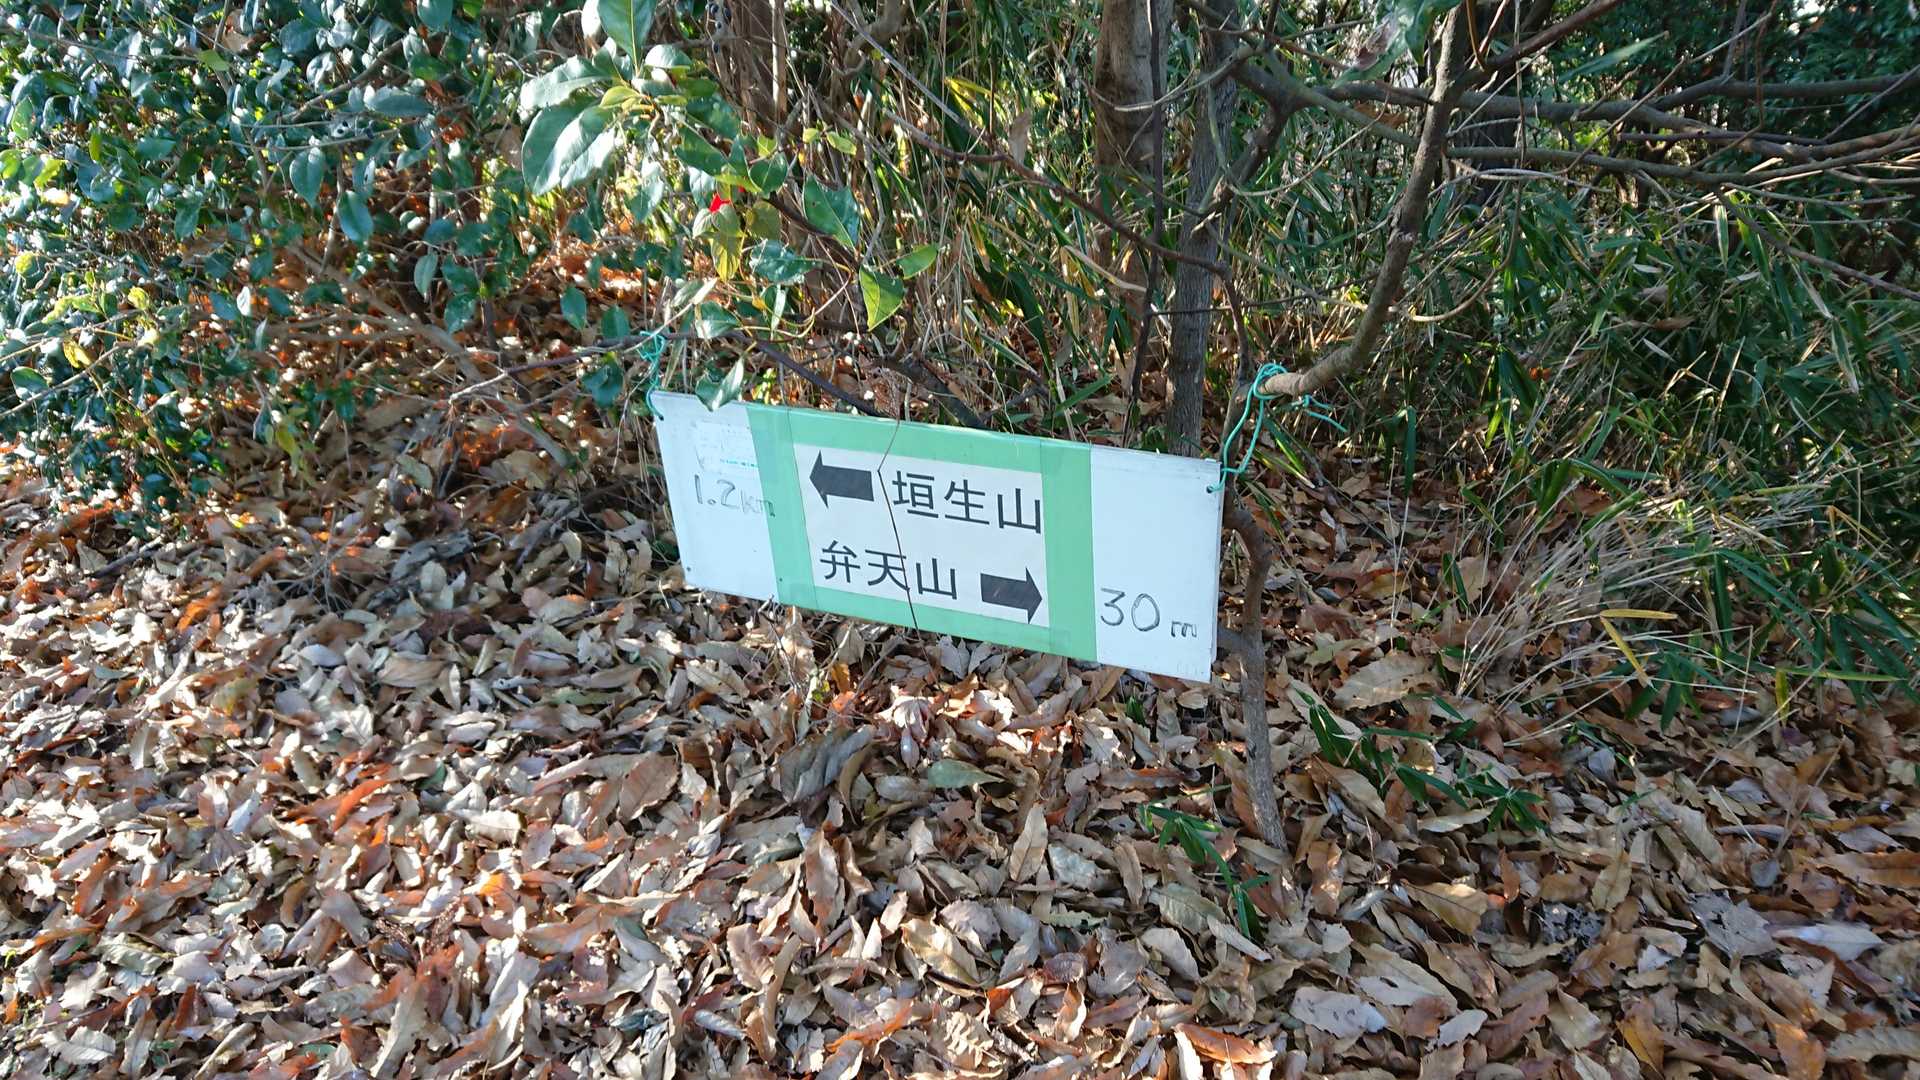 1.2km ← 垣生山
弁天山 → 30m